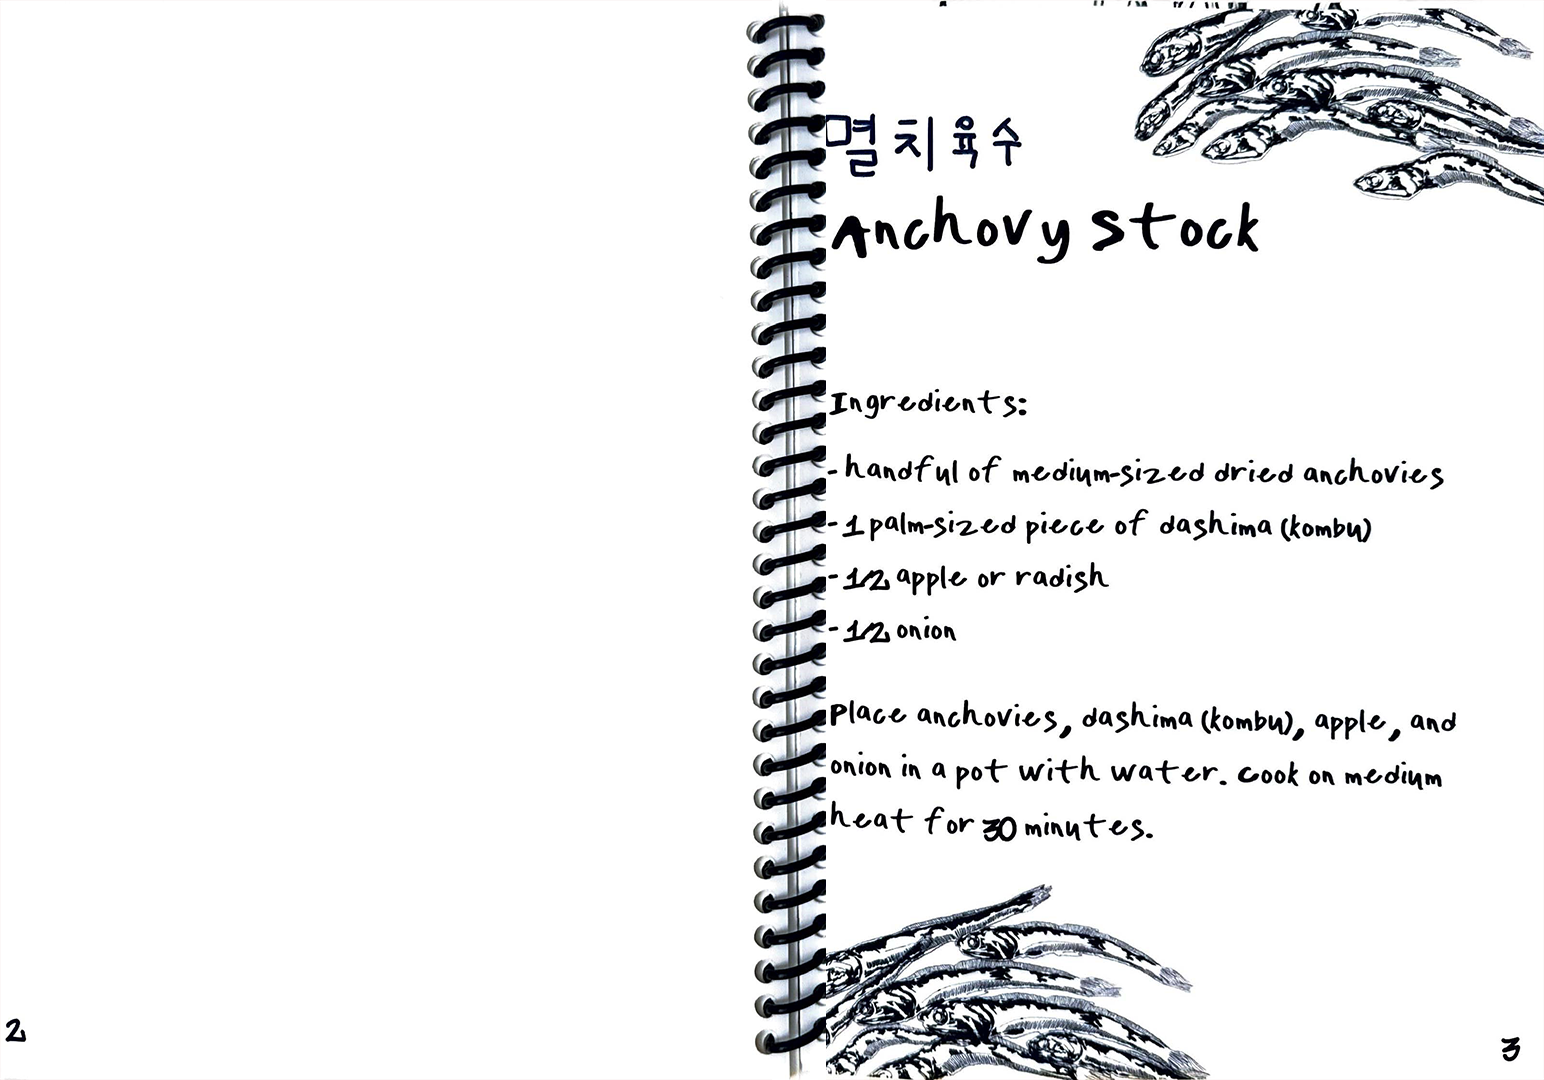 멸치육수
Anchovy Stock
Ingredients:
- handful of medium-sized dried anchovies
- 1 palm-sized piece of dashima (kombu)
- 1/2 apple or radish
- 1/2 onion
Place anchovies, dashima (kombu), apple, and
onion in a pot with water. Cook on medium
heat for 30 minutes.
2
3